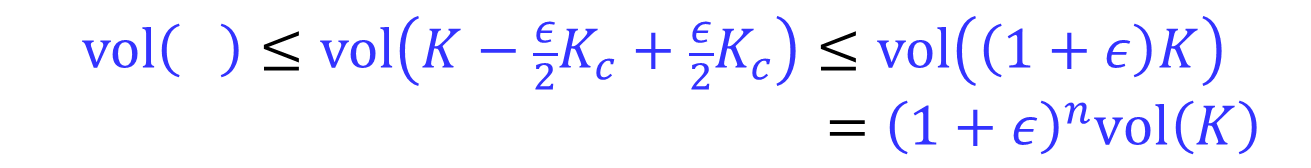 vol(  ) ≤ vol(K − ϵ/2 K_c + ϵ/2 K_c) ≤ vol((1 + ϵ)K)
= (1 + ϵ)^n vol(K)